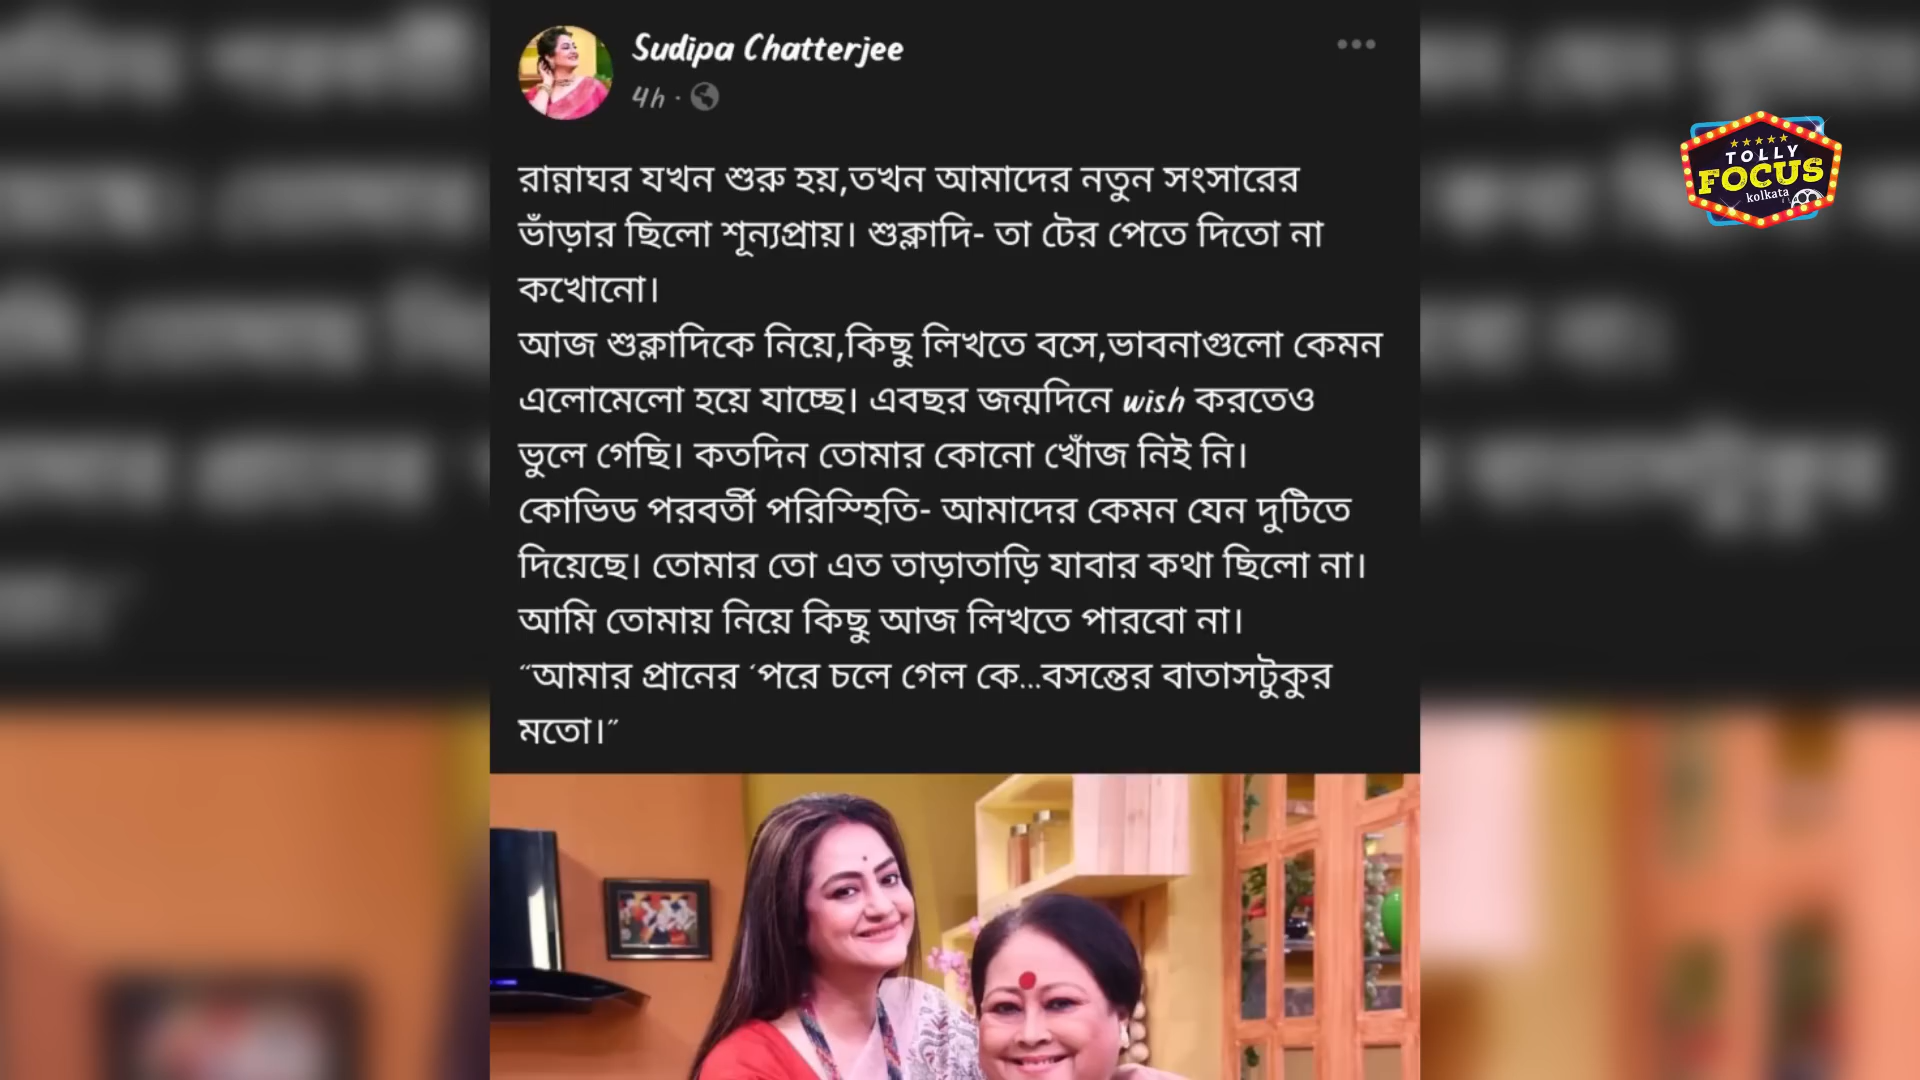 Sudipa Chatterjee
4h ·
TOLLY
FOCUS
kolkata
রান্নাঘর যখন শুরু হয়,তখন আমাদের নতুন সংসারের
ভাঁড়ার ছিলো শূন্যপ্রায়। শুক্লাদি- তা টের পেতে দিতো না
কখোনো।
আজ শুক্লাদিকে নিয়ে,কিছু লিখতে বসে,ভাবনাগুলো কেমন
এলোমেলো হয়ে যাচ্ছে। এবছর জন্মদিনে wish করতেও
ভুলে গেছি। কতদিন তোমার কোনো খোঁজ নিই নি।
কোভিড পরবর্তী পরিস্হিতি- আমাদের কেমন যেন দুটিতে
দিয়েছে। তোমার তো এত তাড়াতাড়ি যাবার কথা ছিলো না।
আমি তোমায় নিয়ে কিছু আজ লিখতে পারবো না।
“আমার প্রানের ‘পরে চলে গেল কে...বসন্তের বাতাসটুকুর
মতো।”